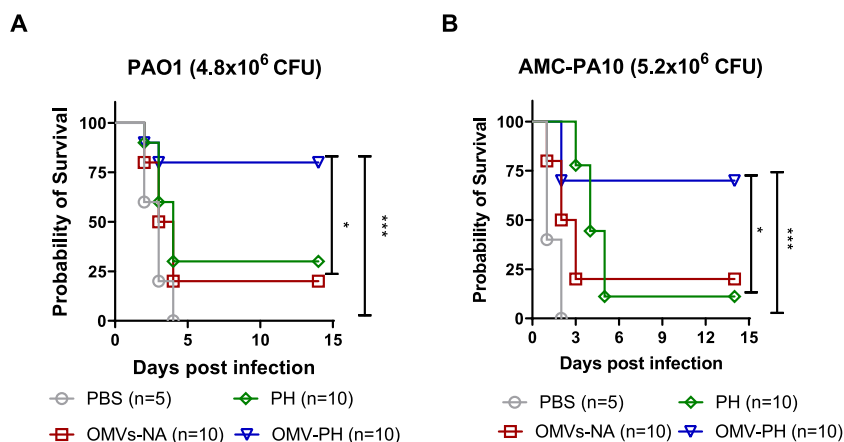 A
PAO1 (4.8x10⁶ CFU)
Probability of Survival
100
75
50
25
0
0 5 10 15
Days post infection
*
***
PBS (n=5) PH (n=10)
OMVs-NA (n=10) OMV-PH (n=10)
B
AMC-PA10 (5.2x10⁶ CFU)
Probability of Survival
100
75
50
25
0
0 3 6 9 12 15
Days post infection
*
***
PBS (n=5) PH (n=10)
OMVs-NA (n=10) OMV-PH (n=10)